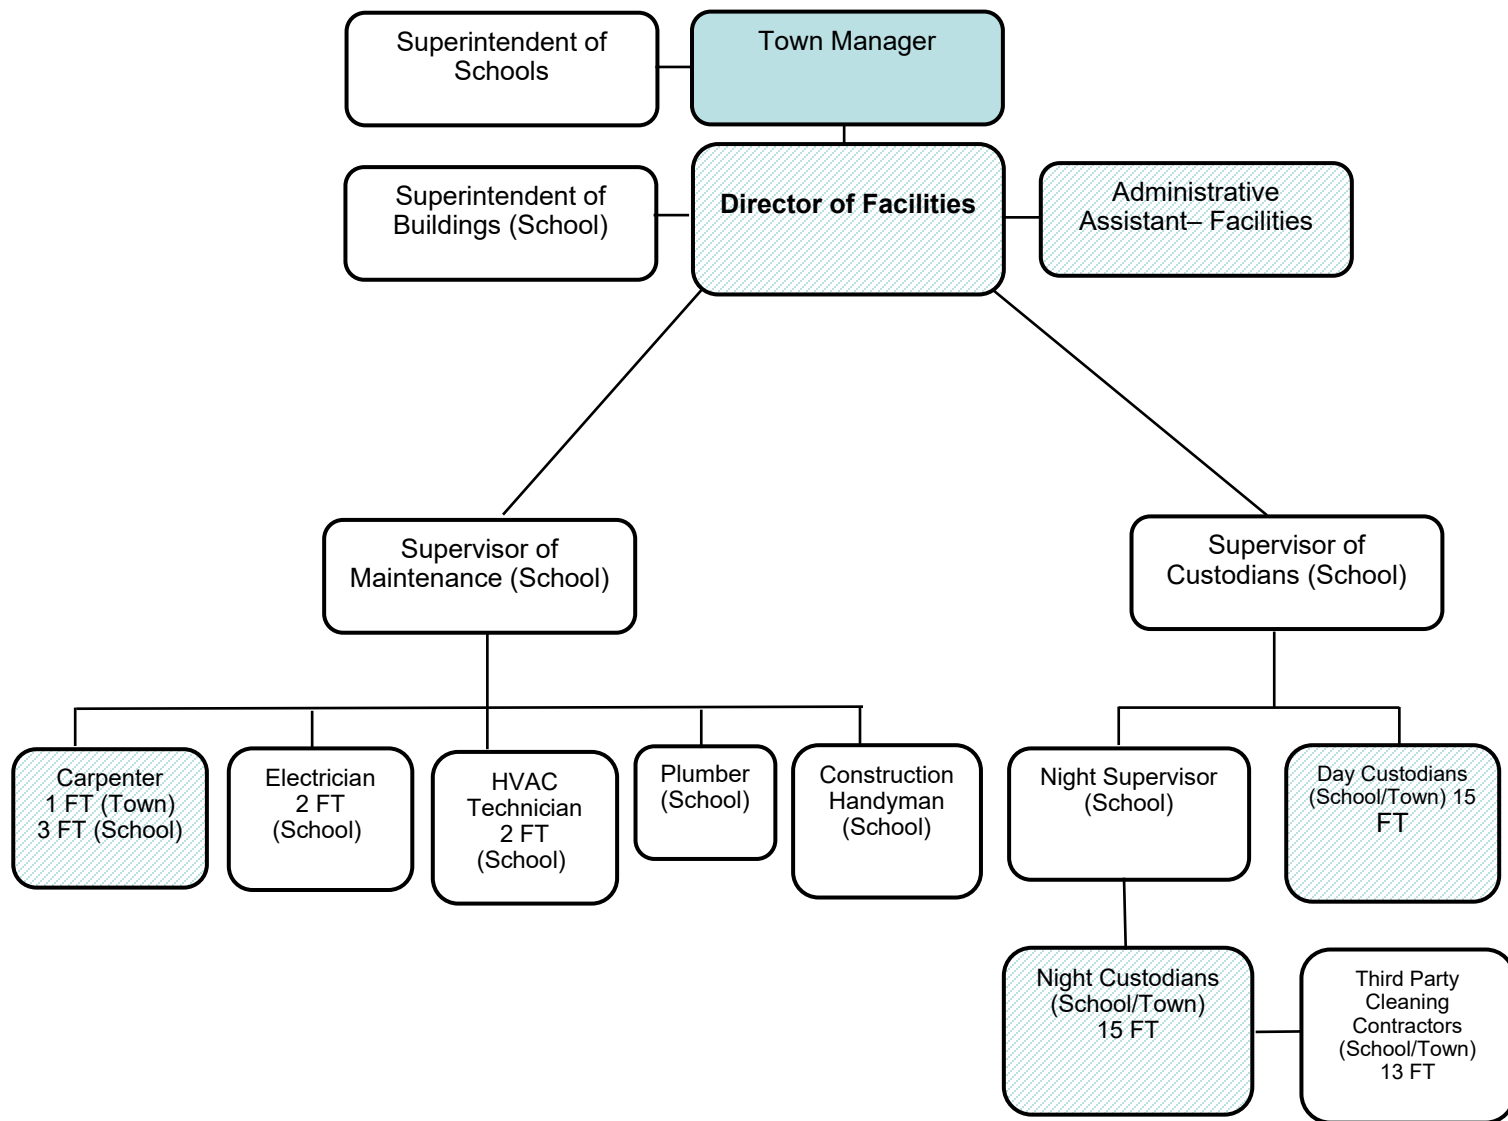 Superintendent of
Schools
Town Manager
Superintendent of
Buildings (School)
Director of Facilities
Administrative
Assistant– Facilities
Supervisor of
Maintenance (School)
Supervisor of
Custodians (School)
Carpenter
1 FT (Town)
3 FT (School)
Electrician
2 FT
(School)
HVAC
Technician
2 FT
(School)
Plumber
(School)
Construction
Handyman
(School)
Night Supervisor
(School)
Day Custodians
(School/Town) 15
FT
Night Custodians
(School/Town)
15 FT
Third Party
Cleaning
Contractors
(School/Town)
13 FT